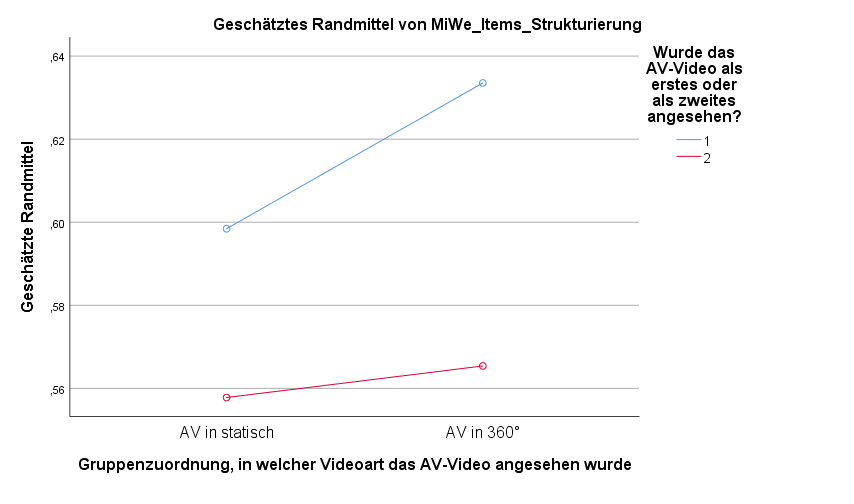 Geschätztes Randmittel von MiWe_Items_Strukturierung
Geschätzte Randmittel
,64
,62
,60
,58
,56
AV in statisch
AV in 360°
Gruppenzuordnung, in welcher Videoart das AV-Video angesehen wurde
Wurde das
AV-Video als
erstes oder
als zweites
angesehen?
1
2